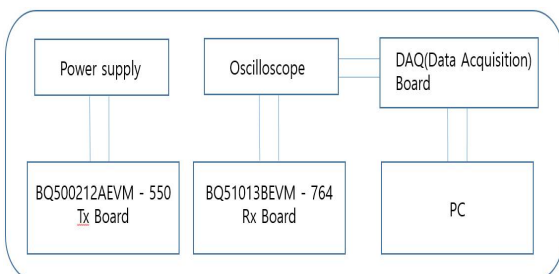 Power supply
Oscilloscope
DAQ(Data Acquisition)
Board
BQ500212AEVM - 550
Tx Board
BQ51013BEVM - 764
Rx Board
PC